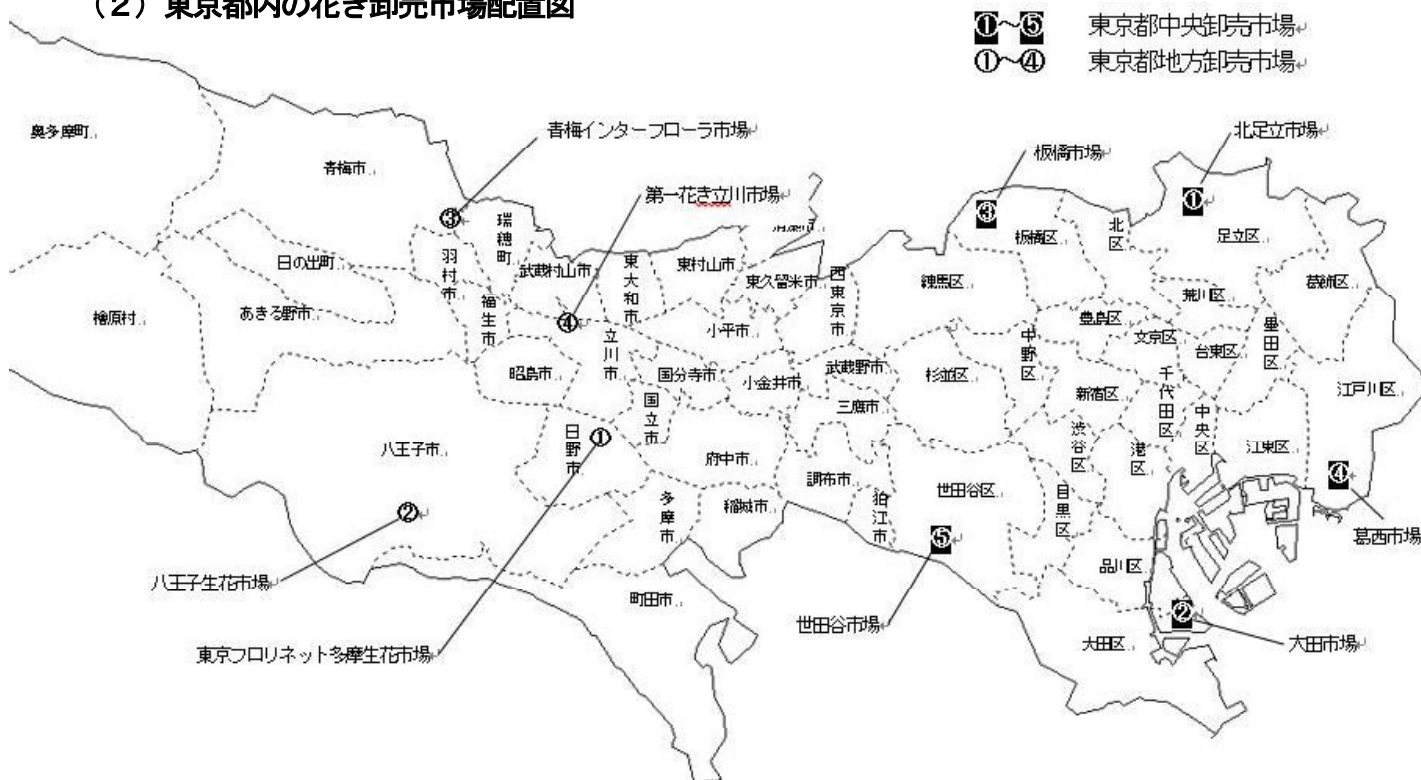 （２）東京都内の花き卸売市場配置図
❶～❺ 東京都中央卸売市場
①～④ 東京都地方卸売市場
青梅インターフローラ市場
北足立市場
板橋市場
第一花き立川市場
奥多摩町
青梅市
③
瑞穂町
羽村市
日の出町
あきる野市
檜原村
福生市
武蔵村山市
④
東大和市
東村山市
東久留米市
西東京市
小平市
立川市
昭島市
国分寺市
国立市
小金井市
武蔵野市
三鷹市
八王子市
日野市
①
府中市
調布市
狛江市
多摩市
稲城市
②
町田市
❸
板橋区
北区
❶
足立区
葛飾区
練馬区
荒川区
豊島区
文京区
台東区
墨田区
中野区
杉並区
新宿区
千代田区
中央区
江戸川区
渋谷区
港区
江東区
❹
世田谷区
目黒区
❺
品川区
❷
大田区
葛西市場
八王子生花市場
東京フロリネット多摩生花市場
世田谷市場
大田市場